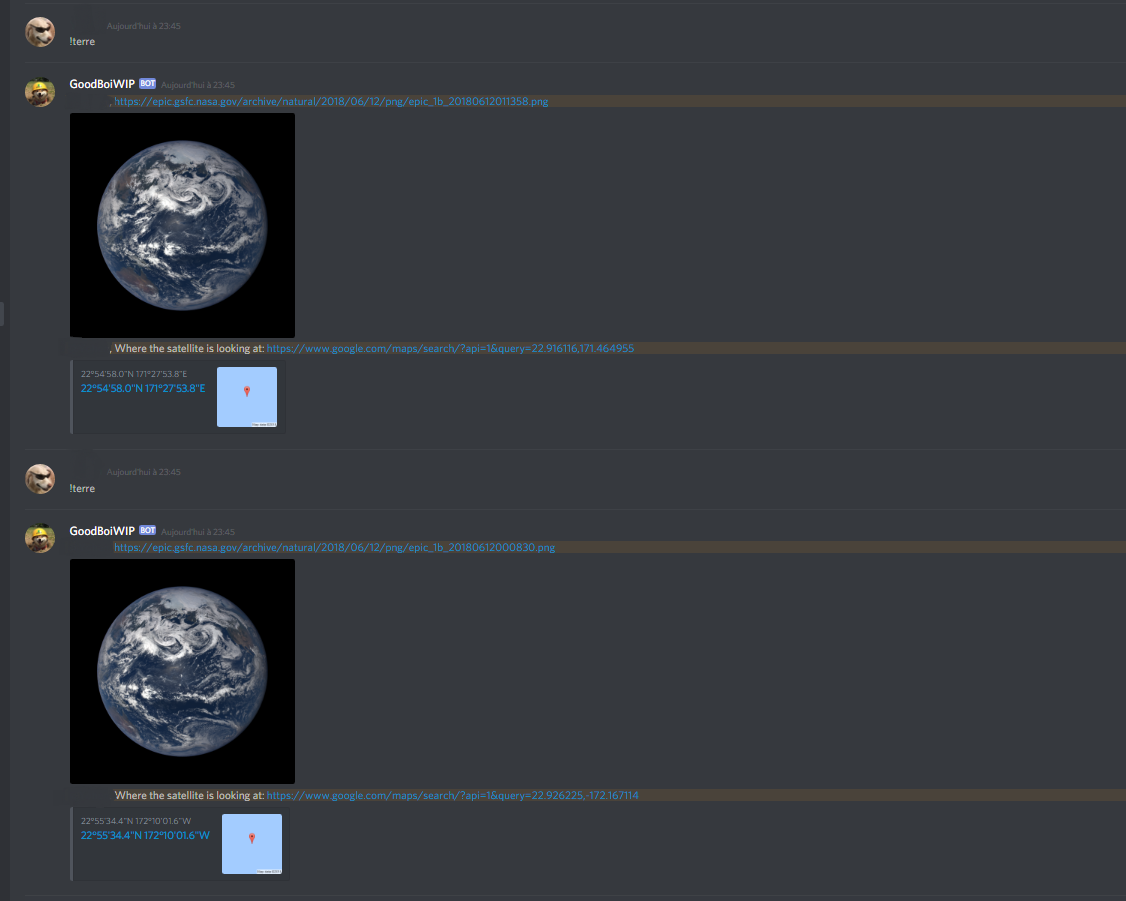 Aujourd'hui à 23:45
!terre
GoodBoiWIP BOT Aujourd'hui à 23:45
, https://epic.gsfc.nasa.gov/archive/natural/2018/06/12/png/epic_1b_20180612011358.png
, Where the satellite is looking at: https://www.google.com/maps/search/?api=1&query=22.916116,171.464955
22°54'58.0"N 171°27'53.8"E
22°54'58.0"N 171°27'53.8"E
Aujourd'hui à 23:45
!terre
GoodBoiWIP BOT Aujourd'hui à 23:45
https://epic.gsfc.nasa.gov/archive/natural/2018/06/12/png/epic_1b_20180612000830.png
Where the satellite is looking at: https://www.google.com/maps/search/?api=1&query=22.926225,-172.167114
22°55'34.4"N 172°10'01.6"W
22°55'34.4"N 172°10'01.6"W